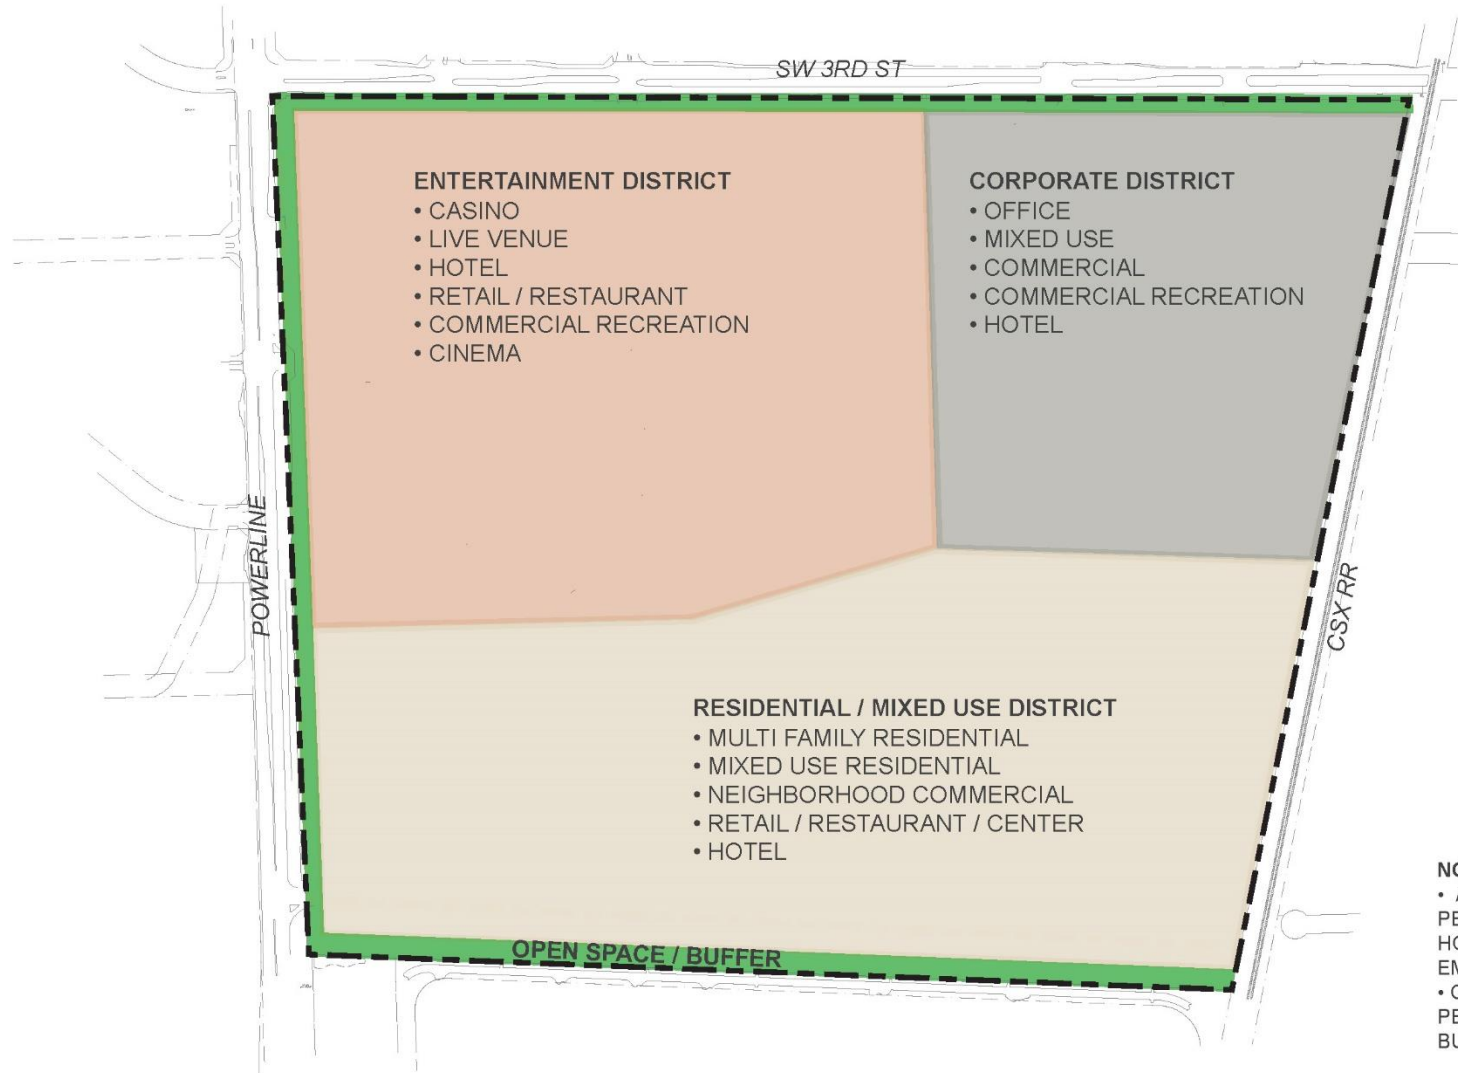 SW 3RD ST
ENTERTAINMENT DISTRICT
• CASINO
• LIVE VENUE
• HOTEL
• RETAIL / RESTAURANT
• COMMERCIAL RECREATION
• CINEMA
CORPORATE DISTRICT
• OFFICE
• MIXED USE
• COMMERCIAL
• COMMERCIAL RECREATION
• HOTEL
POWERLINE
CSX RR
RESIDENTIAL / MIXED USE DISTRICT
• MULTI FAMILY RESIDENTIAL
• MIXED USE RESIDENTIAL
• NEIGHBORHOOD COMMERCIAL
• RETAIL / RESTAURANT / CENTER
• HOTEL
OPEN SPACE / BUFFER